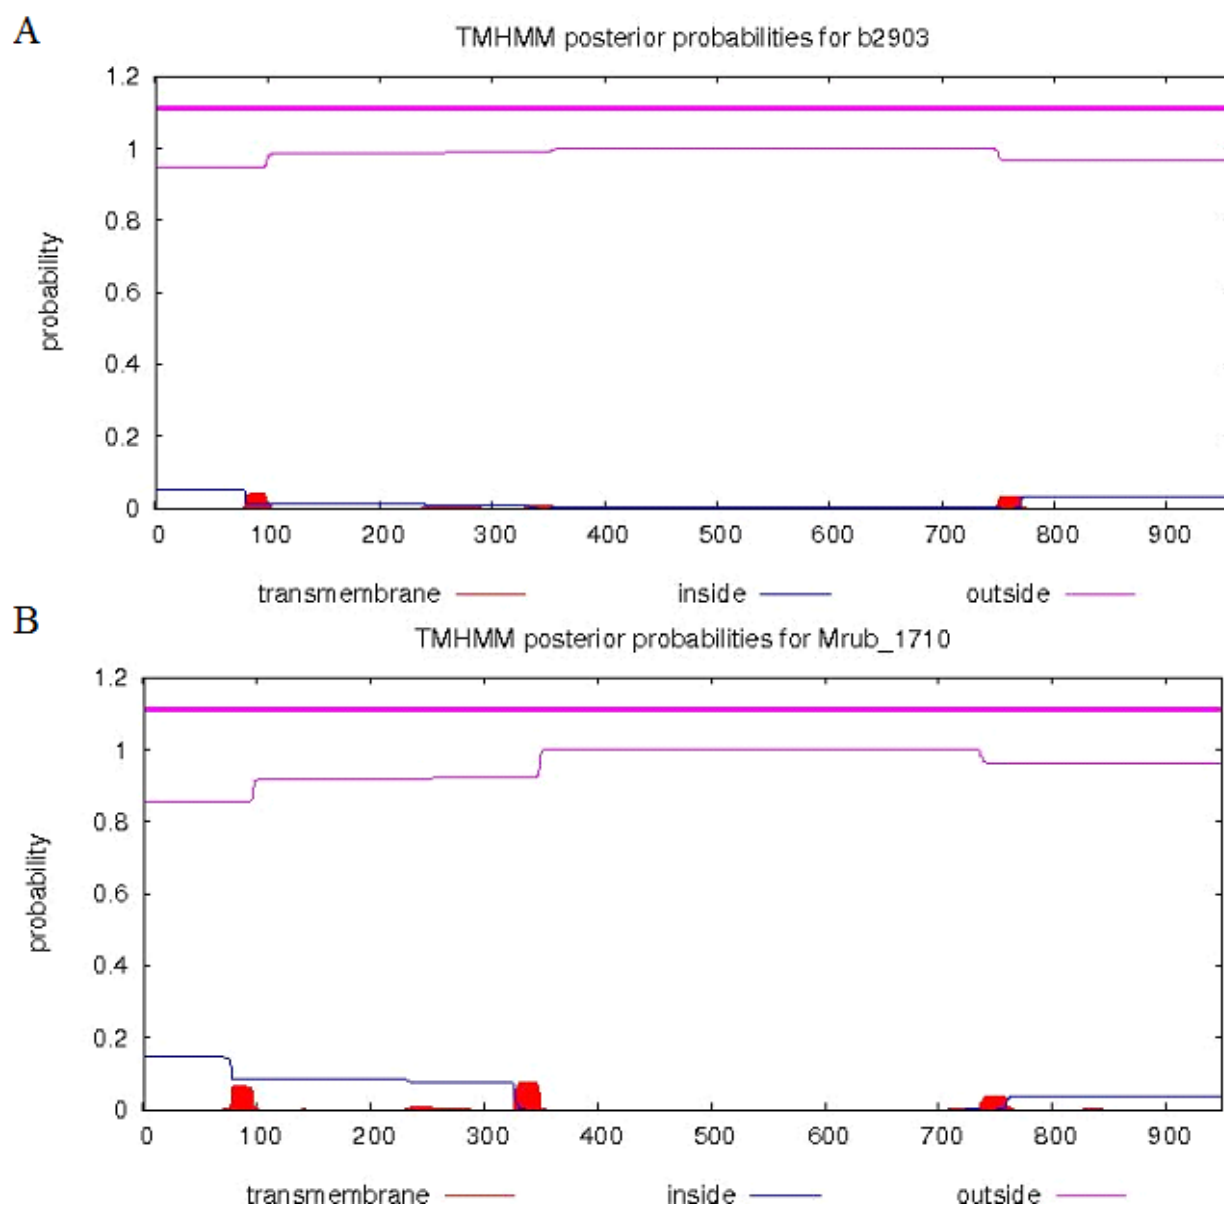 A
TMHMM posterior probabilities for b2903
1.2
1
0.8
0.6
0.4
0.2
0
probability
0 100 200 300 400 500 600 700 800 900
transmembrane inside outside
B
TMHMM posterior probabilities for Mrub_1710
1.2
1
0.8
0.6
0.4
0.2
0
probability
0 100 200 300 400 500 600 700 800 900
transmembrane inside outside